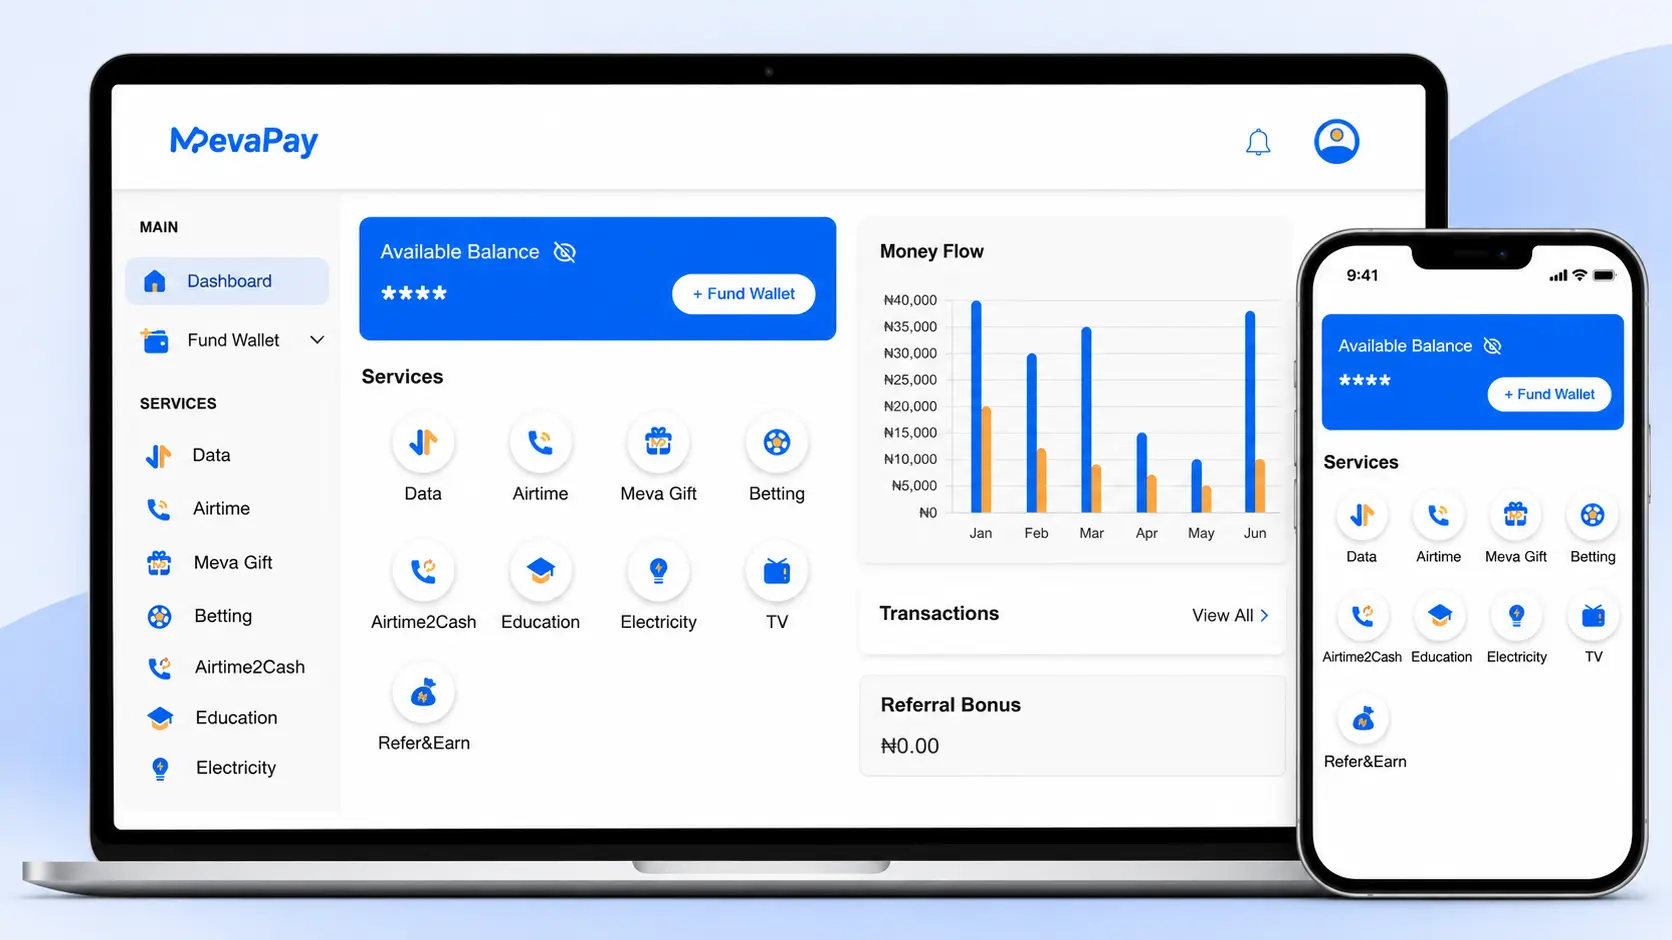 MevaPay
MAIN
Dashboard
Fund Wallet
SERVICES
Data
Airtime
Meva Gift
Betting
Airtime2Cash
Education
Electricity
Available Balance
****
+ Fund Wallet
Services
Data Airtime Meva Gift Betting
Airtime2Cash Education Electricity TV
Refer&Earn
Money Flow
₦40,000
₦35,000
₦30,000
₦25,000
₦20,000
₦15,000
₦10,000
₦5,000
₦0
Jan Feb Mar Apr May Jun
Transactions View All >
Referral Bonus
₦0.00
9:41
Available Balance
****
+ Fund Wallet
Services
Data Airtime Meva Gift Betting
Airtime2Cash Education Electricity TV
Refer&Earn